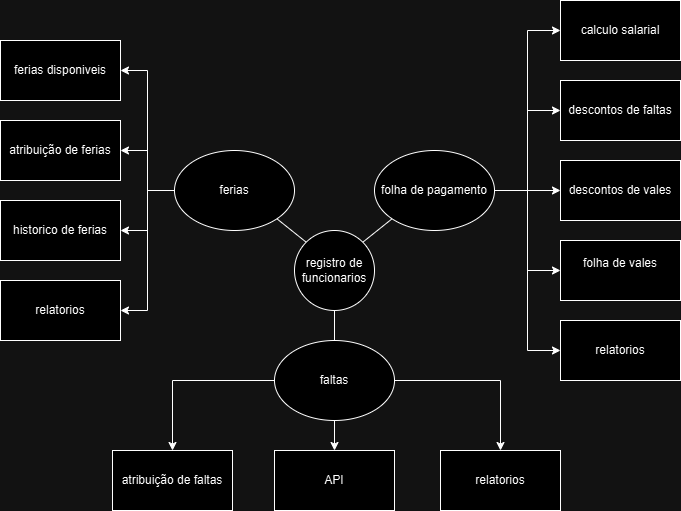 calculo salarial
ferias disponiveis
descontos de faltas
atribuição de ferias
ferias
folha de pagamento
descontos de vales
historico de ferias
registro de
funcionarios
folha de vales
relatorios
relatorios
faltas
atribuição de faltas
API
relatorios